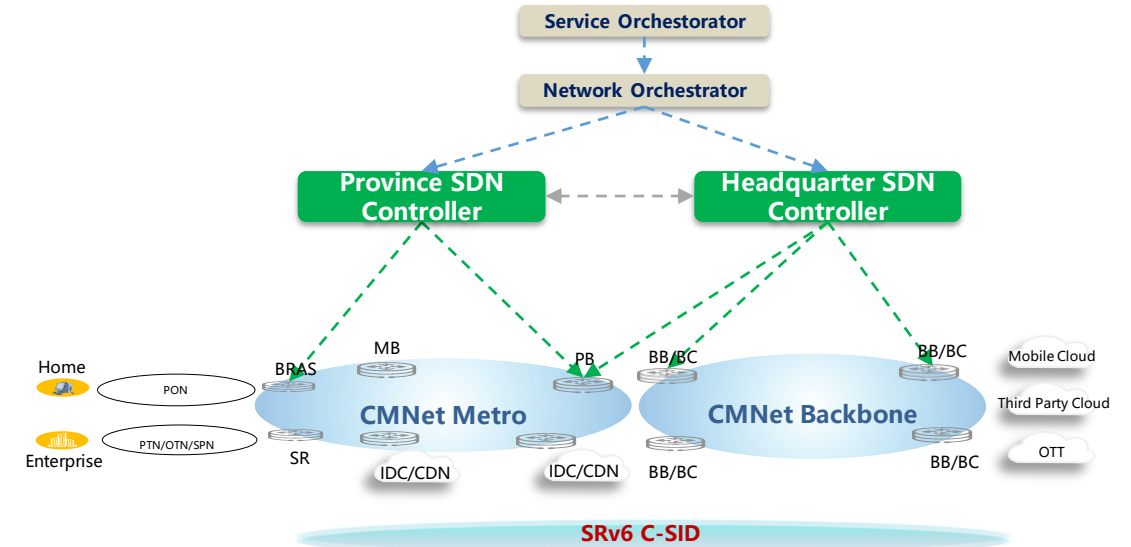 Service Orchestorator
Network Orchestrator
Province SDN
Controller
Headquarter SDN
Controller
Home
PON
BRAS
MB
PB
BB/BC
BB/BC
Mobile Cloud
CMNet Metro
CMNet Backbone
Third Party Cloud
Enterprise
PTN/OTN/SPN
SR
IDC/CDN
IDC/CDN
BB/BC
BB/BC
OTT
SRv6 C-SID